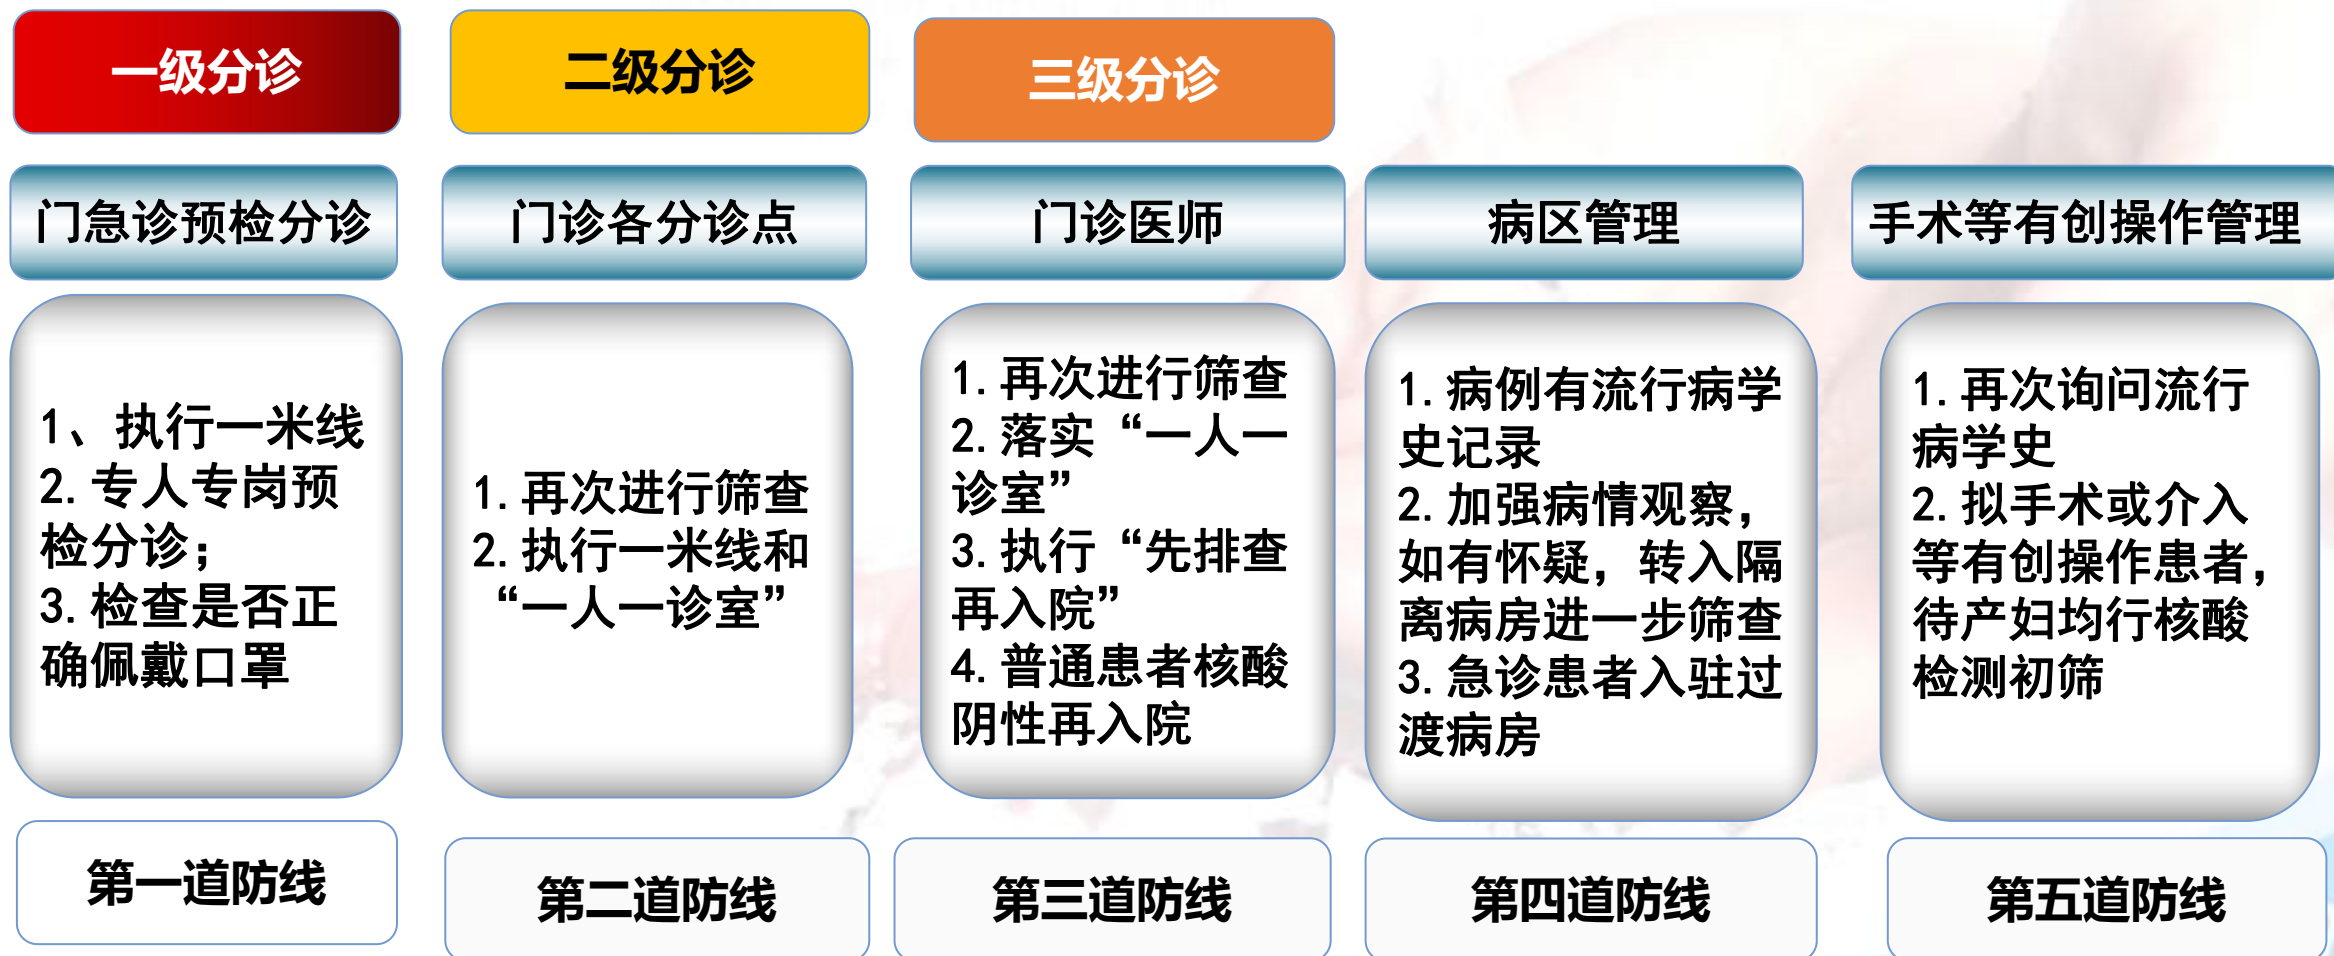 一级分诊
二级分诊
三级分诊
门急诊预检分诊
门诊各分诊点
门诊医师
病区管理
手术等有创操作管理
1、执行一米线
2.专人专岗预
检分诊；
3.检查是否正
确佩戴口罩
1.再次进行筛查
2.执行一米线和
“一人一诊室”
1.再次进行筛查
2.落实“一人一
诊室”
3.执行“先排查
再入院”
4.普通患者核酸
阴性再入院
1.病例有流行病学
史记录
2.加强病情观察，
如有怀疑，转入隔
离病房进一步筛查
3.急诊患者入驻过
渡病房
1.再次询问流行
病学史
2.拟手术或介入
等有创操作患者，
待产妇均行核酸
检测初筛
第一道防线
第二道防线
第三道防线
第四道防线
第五道防线